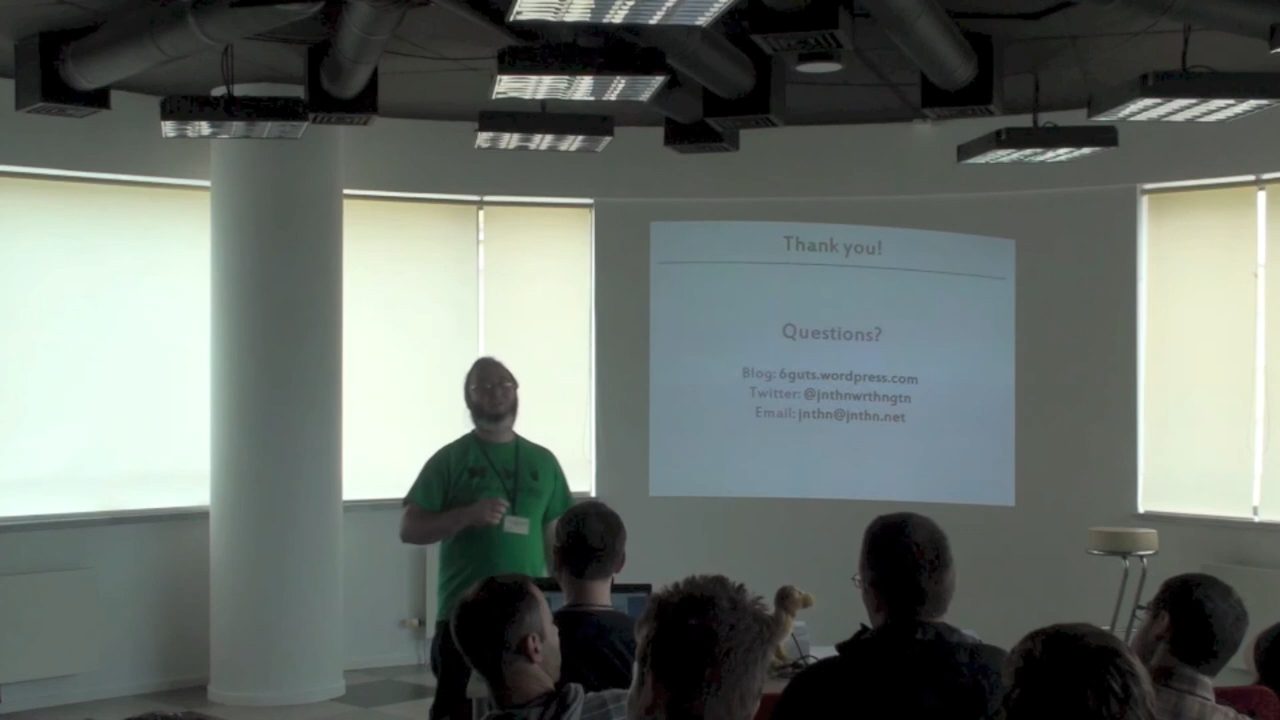 Thank you!
Questions?
Blog: 6guts.wordpress.com
Twitter: @jnthnwrthngtn
Email: jnthn@jnthn.net